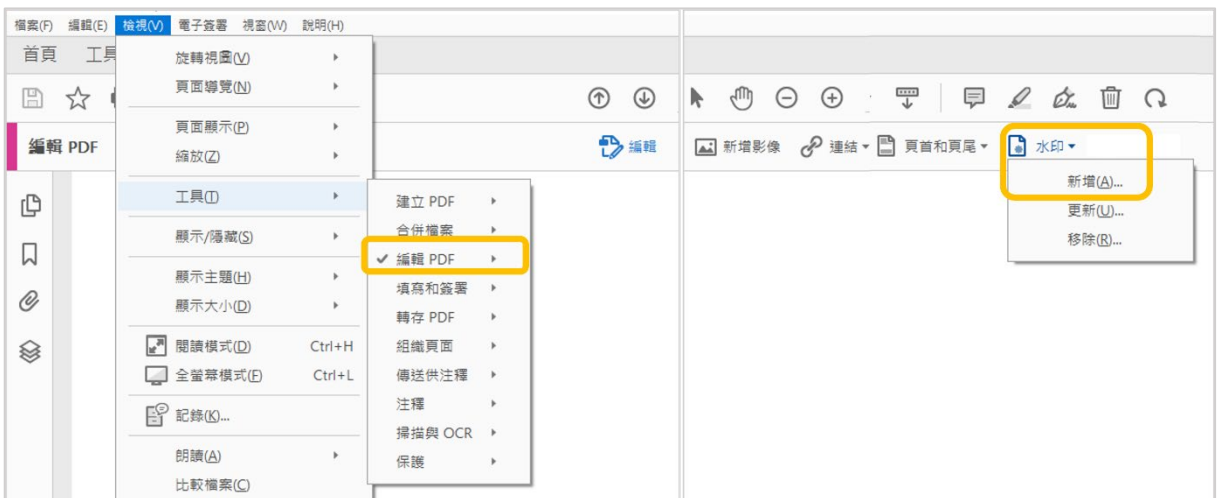 檔案(F) 編輯(E) 檢視(V) 電子簽署 視窗(W) 說明(H)
首頁 工具
編輯 PDF
旋轉視圖(V)
頁面導覽(N)
頁面顯示(P)
縮放(Z)
工具(T)
顯示/隱藏(S)
顯示主題(H)
顯示大小(D)
閱讀模式(D) Ctrl+H
全螢幕模式(F) Ctrl+L
記錄(K)...
朗讀(A)
比較檔案(C)
建立 PDF
合併檔案
編輯 PDF
填寫和簽署
轉存 PDF
組織頁面
傳送供注釋
注釋
掃描與 OCR
保護
編輯
新增影像 連結 頁首和頁尾 水印
新增(A)...
更新(U)...
移除(R)...